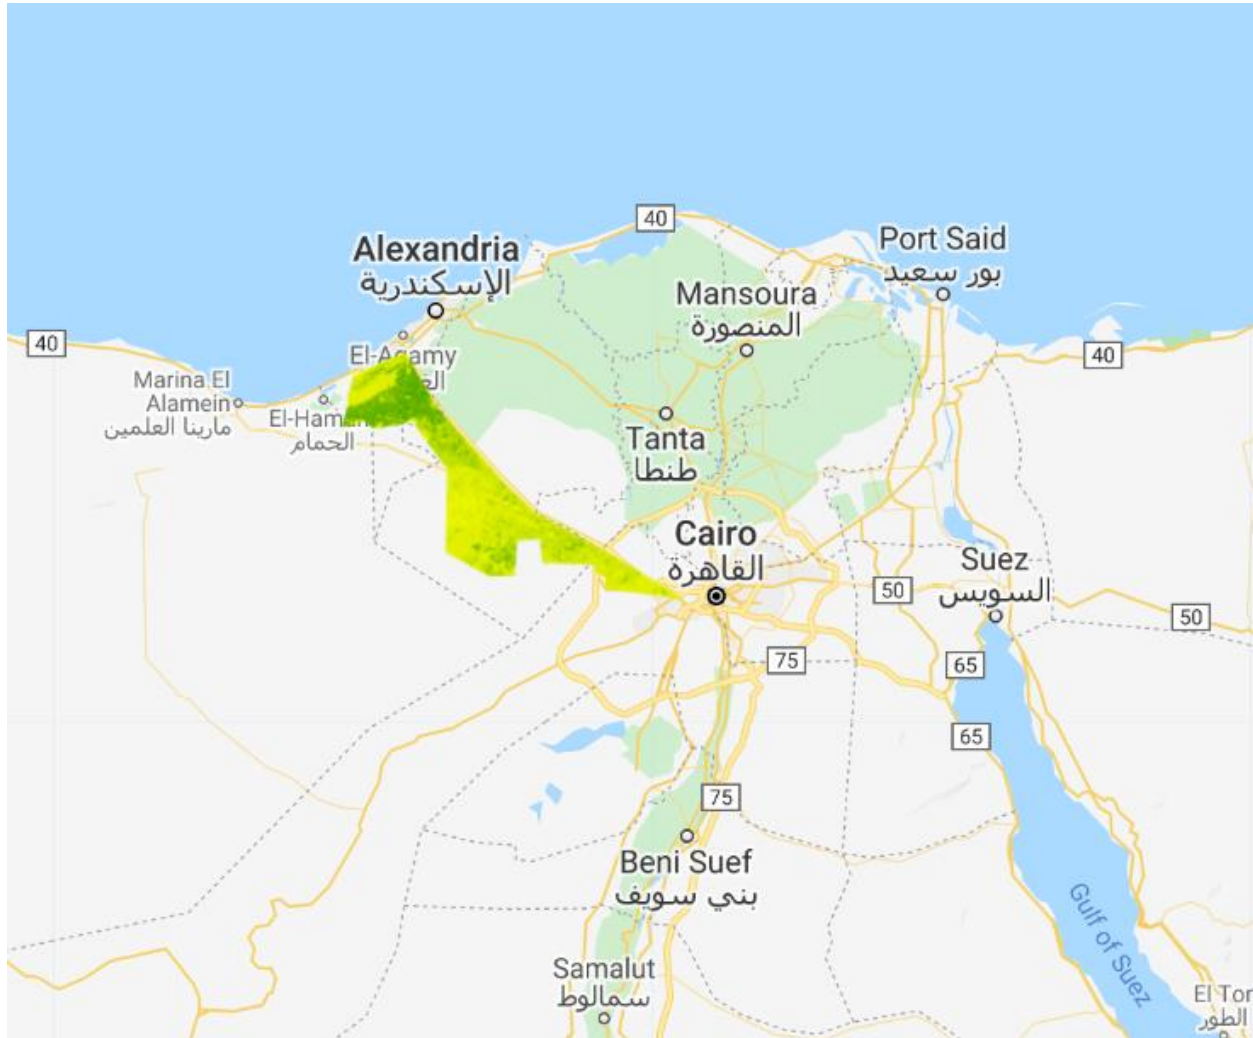 40
Port Said
بور سعيد
Alexandria
الإسكندرية
Mansoura
المنصورة
40
El-Agamy
40
Marina El
Alamein
مارينا العلمين
El-Hamam
الحمام
Tanta
طنطا
Cairo
القاهرة
Suez
السويس
50
50
75
65
65
75
Beni Suef
بني سويف
Gulf of Suez
Samalut
سمالوط
El Tor
الطور